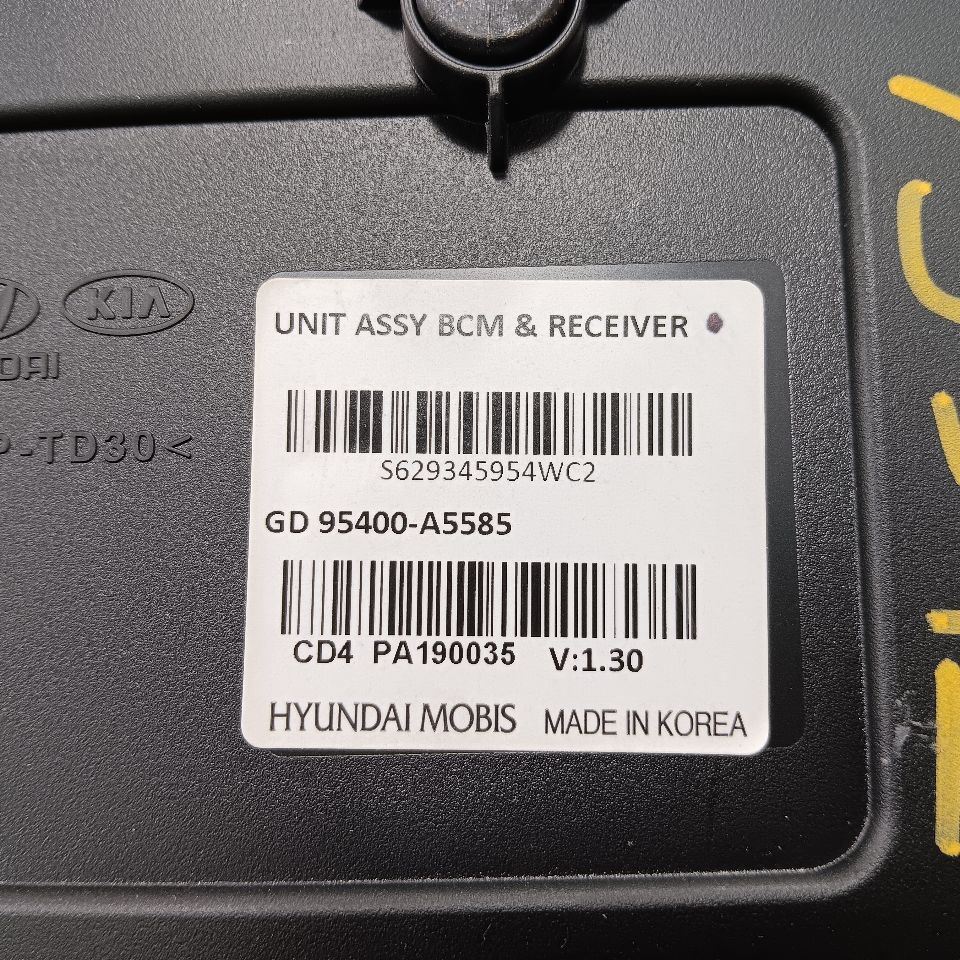 KIA
UNIT ASSY BCM & RECEIVER
S629345954WC2
GD 95400-A5585
CD4 PA190035 V:1.30
HYUNDAI MOBIS MADE IN KOREA
P-TD30<